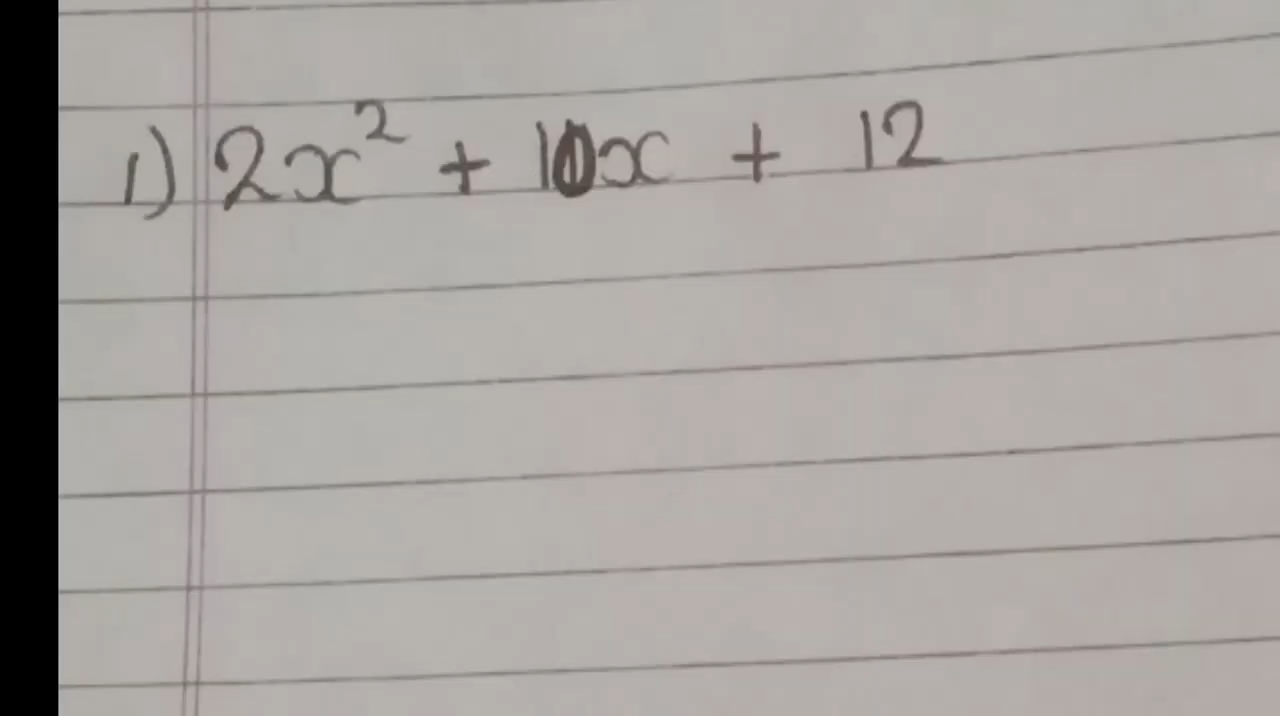 1) 2x² + 10x + 12